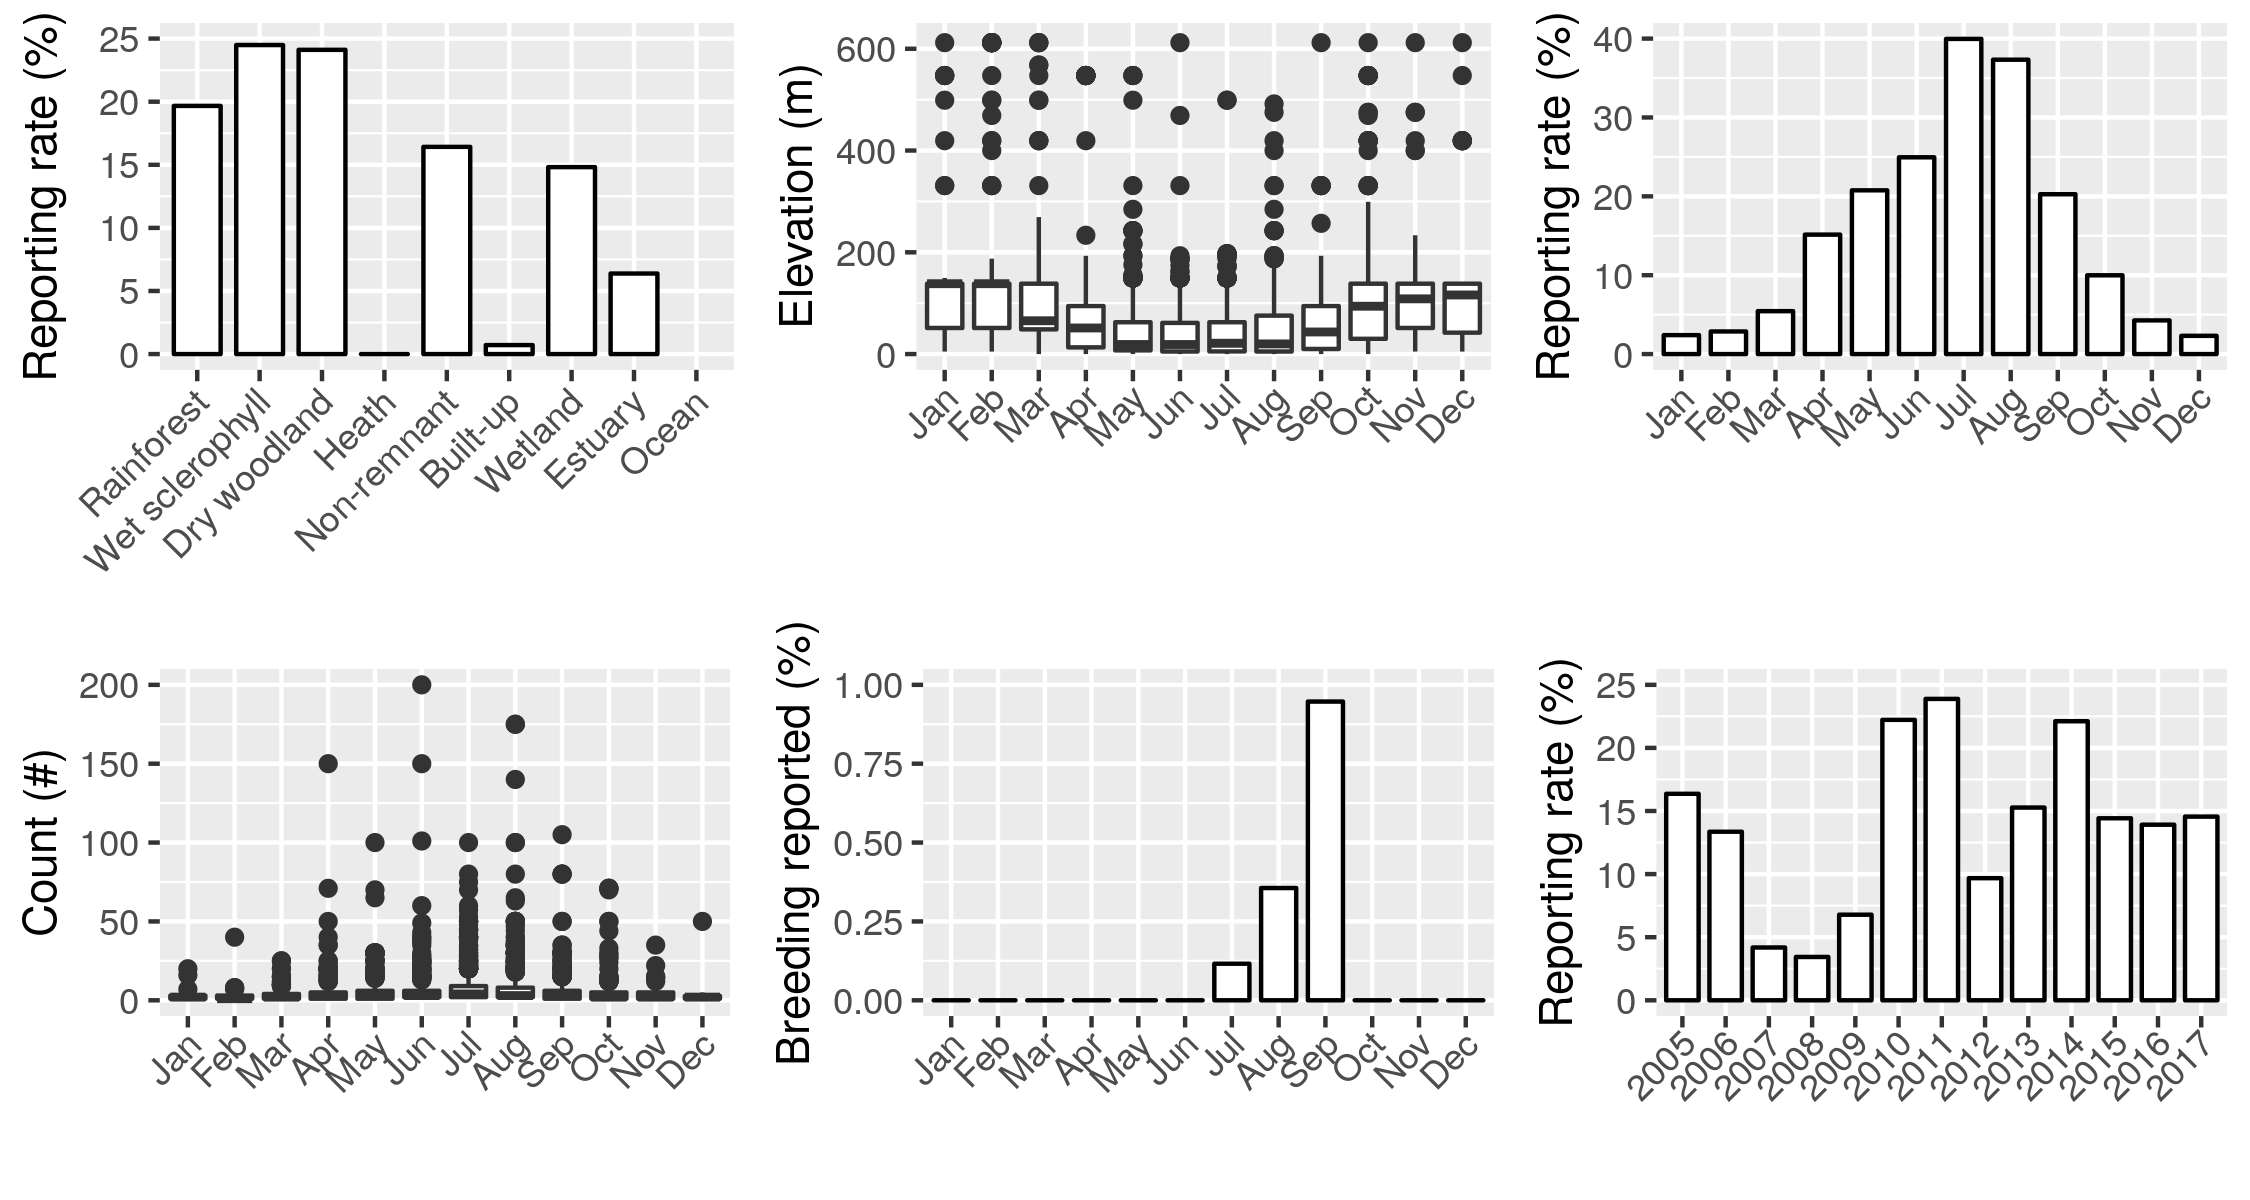 Reporting rate (%)
25
20
15
10
5
0
Rainforest
Wet sclerophyll
Dry woodland
Heath
Non-remnant
Built-up
Wetland
Estuary
Ocean
Elevation (m)
600
400
200
0
Jan
Feb
Mar
Apr
May
Jun
Jul
Aug
Sep
Oct
Nov
Dec
Reporting rate (%)
40
30
20
10
0
Jan
Feb
Mar
Apr
May
Jun
Jul
Aug
Sep
Oct
Nov
Dec
Count (#)
200
150
100
50
0
Jan
Feb
Mar
Apr
May
Jun
Jul
Aug
Sep
Oct
Nov
Dec
Breeding reported (%)
1.00
0.75
0.50
0.25
0.00
Jan
Feb
Mar
Apr
May
Jun
Jul
Aug
Sep
Oct
Nov
Dec
Reporting rate (%)
25
20
15
10
5
0
2005
2006
2007
2008
2009
2010
2011
2012
2013
2014
2015
2016
2017